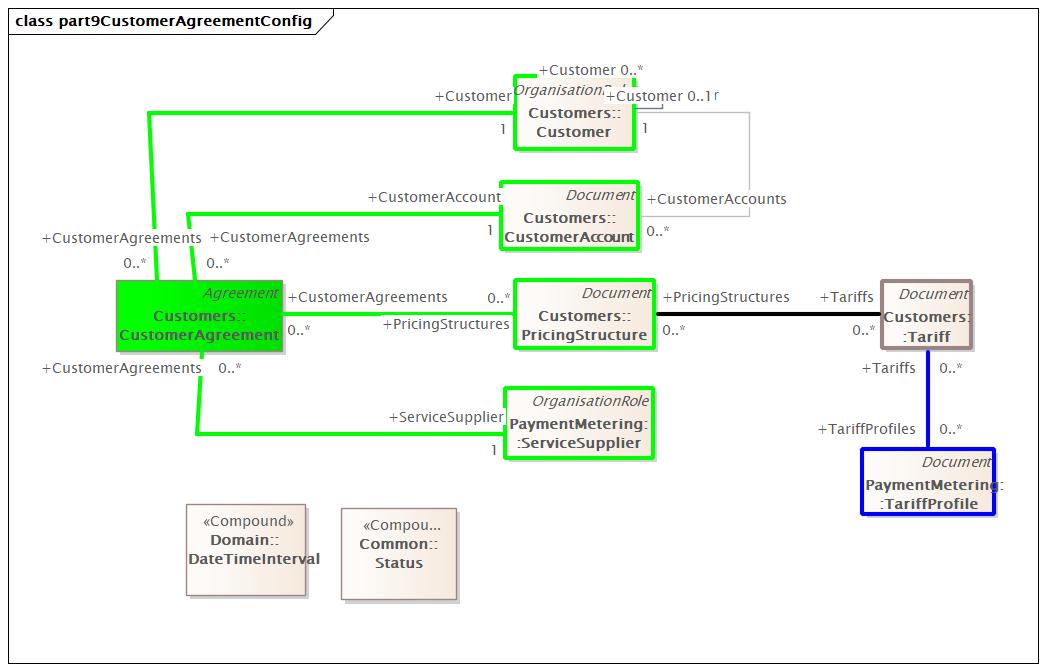 class part9CustomerAgreementConfig
+Customer 0..*
OrganisationRole
+Customer 0..1
+Customer
Customers::
Customer
1
1
+CustomerAccount
Document
+CustomerAccounts
Customers::
CustomerAccount
1
0..*
+CustomerAgreements
+CustomerAgreements
0..*
0..*
Agreement
Customers::
CustomerAgreement
+CustomerAgreements
0..*
0..*
+PricingStructures
Document
Customers::
PricingStructure
+PricingStructures
+Tariffs
0..*
0..*
Document
Customers:
:Tariff
+CustomerAgreements
0..*
+Tariffs
0..*
OrganisationRole
+ServiceSupplier
PaymentMetering:
:ServiceSupplier
1
+TariffProfiles
0..*
Document
PaymentMetering:
:TariffProfile
«Compound»
Domain::
DateTimeInterval
«Compou...
Common::
Status